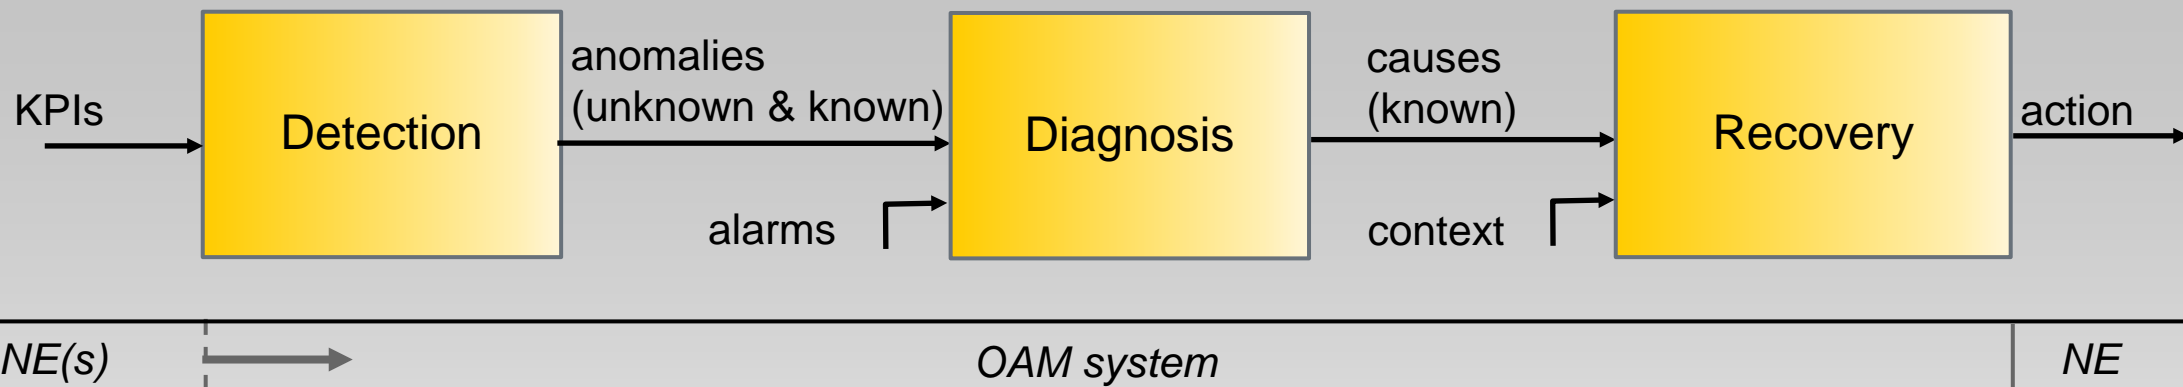 KPIs
Detection
anomalies
(unknown & known)
alarms
Diagnosis
causes
(known)
context
Recovery
action
NE(s)
OAM system
NE